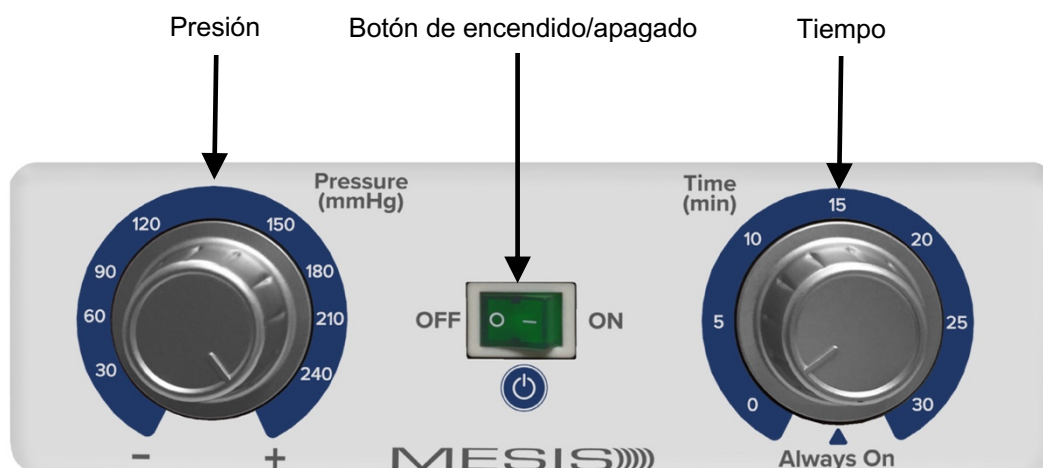 Presión
Botón de encendido/apagado
Tiempo
Pressure
(mmHg)
Time
(min)
30
60
90
120
150
180
210
240
- +
OFF
O -
ON
0
5
10
15
20
25
30
Always On
MESIS